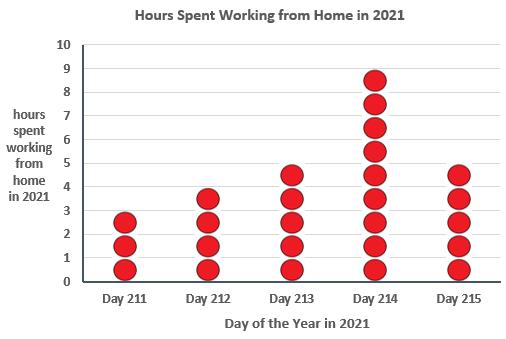 Hours Spent Working from Home in 2021
10
9
8
7
6
5
4
3
2
1
0
hours
spent
working
from
home
in 2021
Day 211 Day 212 Day 213 Day 214 Day 215
Day of the Year in 2021